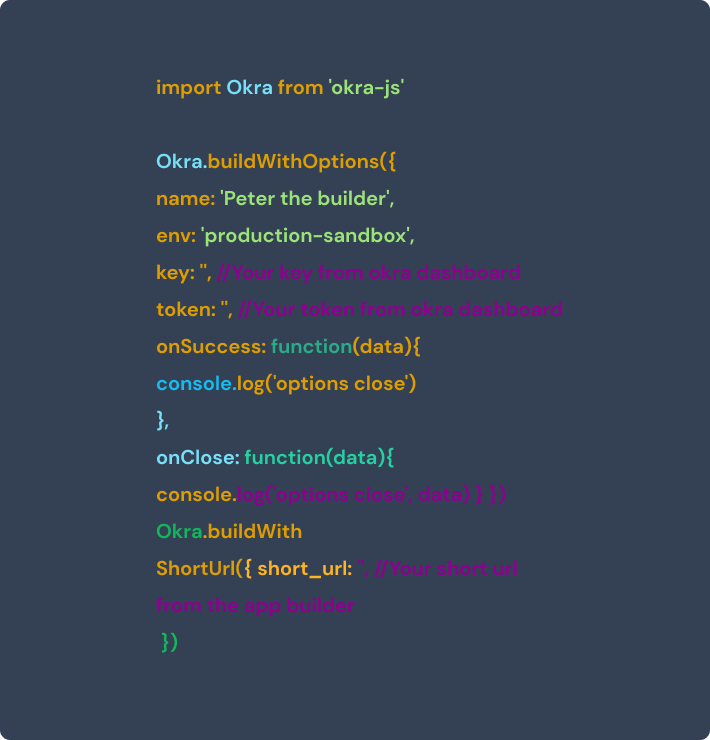 import Okra from 'okra-js'
Okra.buildWithOptions({
name: 'Peter the builder',
env: 'production-sandbox',
key: '', //Your key from okra dashboard
token: '', //Your token from okra dashboard
onSuccess: function(data){
console.log('options close')
},
onClose: function(data){
console.log('options close', data) } })
Okra.buildWith
ShortUrl({ short_url: '', //Your short url
from the app builder
})